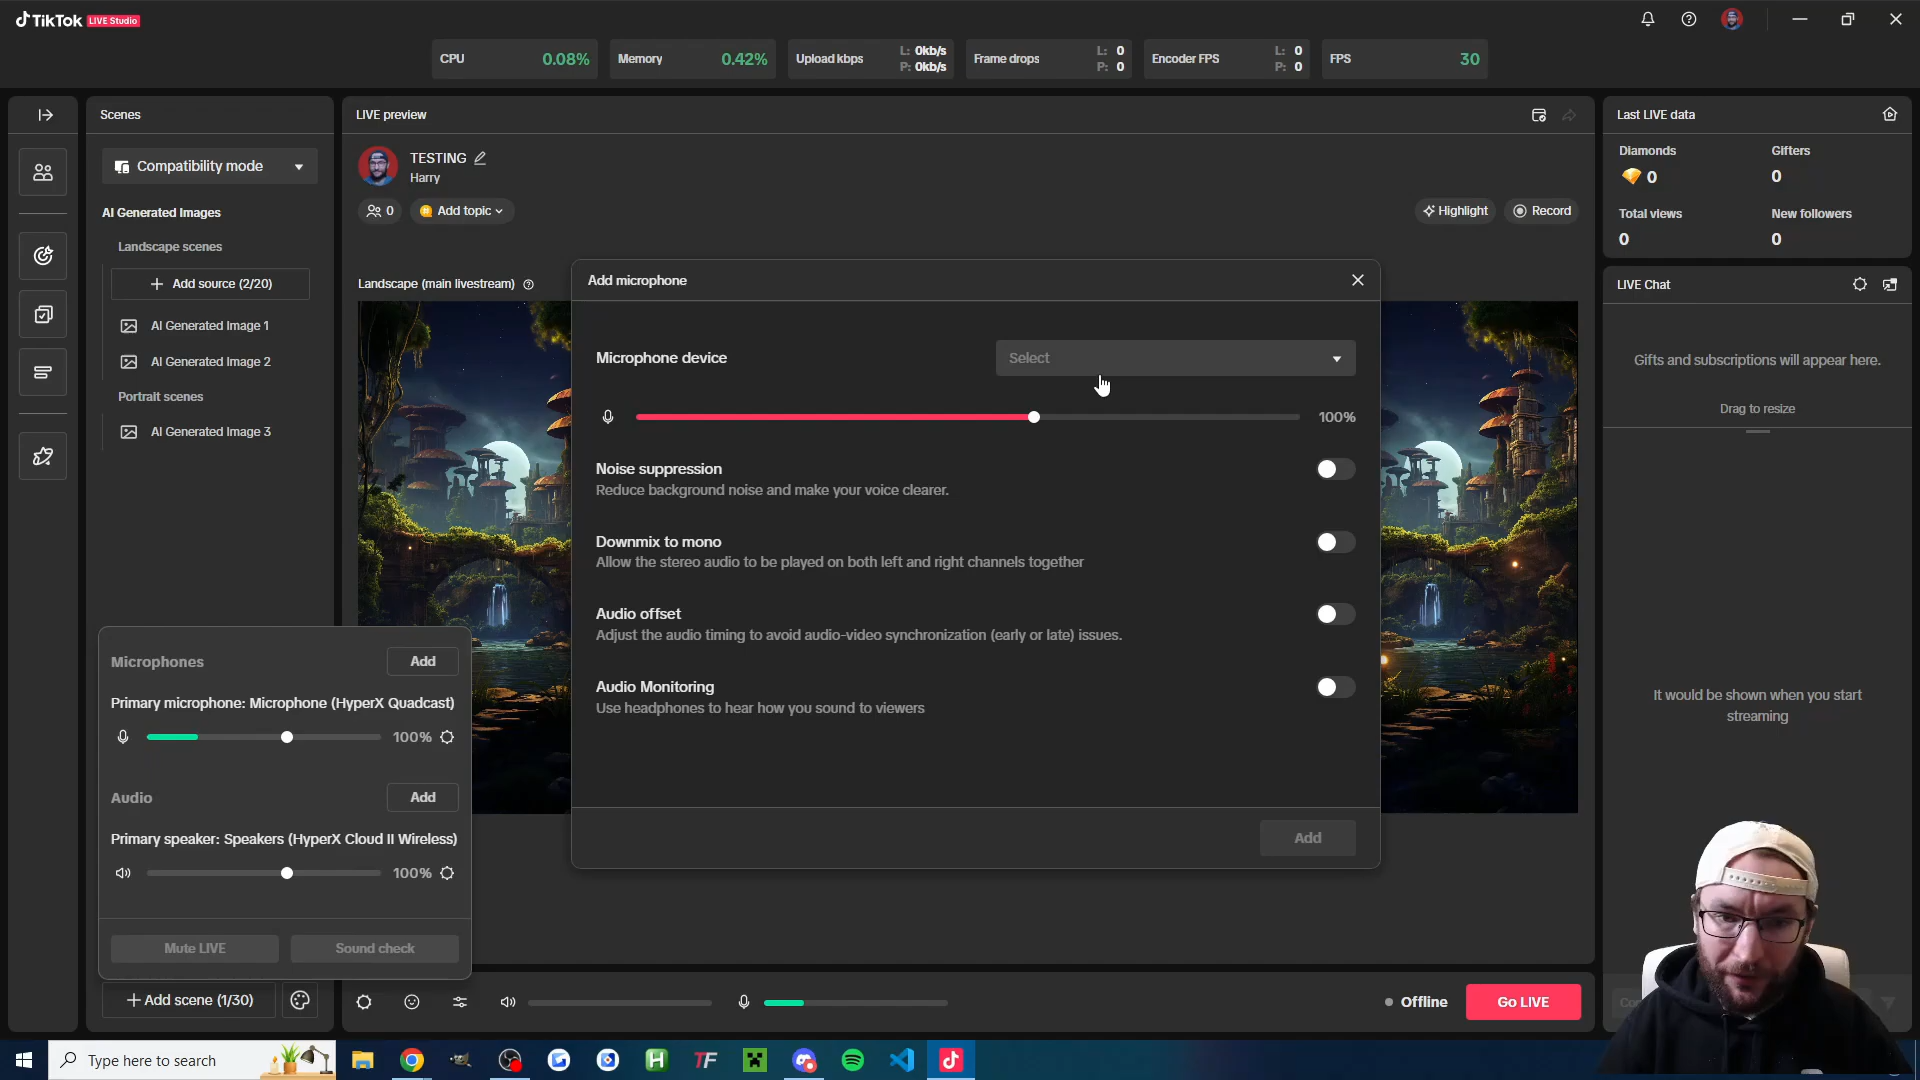 TikTok LIVE Studio
CPU 0.08%
Memory 0.42%
Upload kbps L: 0kb/s P: 0kb/s
Frame drops L: 0 P: 0
Encoder FPS L: 0 P: 0
FPS 30
Scenes
Compatibility mode
AI Generated Images
Landscape scenes
Add source (2/20)
AI Generated Image 1
AI Generated Image 2
Portrait scenes
AI Generated Image 3
LIVE preview
TESTING
Harry
0
Add topic
Highlight
Record
Landscape (main livestream)
Add microphone
Microphone device
Select
100%
Noise suppression
Reduce background noise and make your voice clearer.
Downmix to mono
Allow the stereo audio to be played on both left and right channels together
Audio offset
Adjust the audio timing to avoid audio-video synchronization (early or late) issues.
Audio Monitoring
Use headphones to hear how you sound to viewers
Add
Microphones
Add
Primary microphone: Microphone (HyperX Quadcast)
100%
Audio
Add
Primary speaker: Speakers (HyperX Cloud II Wireless)
100%
Mute LIVE
Sound check
Add scene (1/30)
Offline
Go LIVE
Last LIVE data
Diamonds
Gifters
0
0
Total views
New followers
0
0
LIVE Chat
Gifts and subscriptions will appear here.
Drag to resize
It would be shown when you start
streaming
Type here to search
H
TF